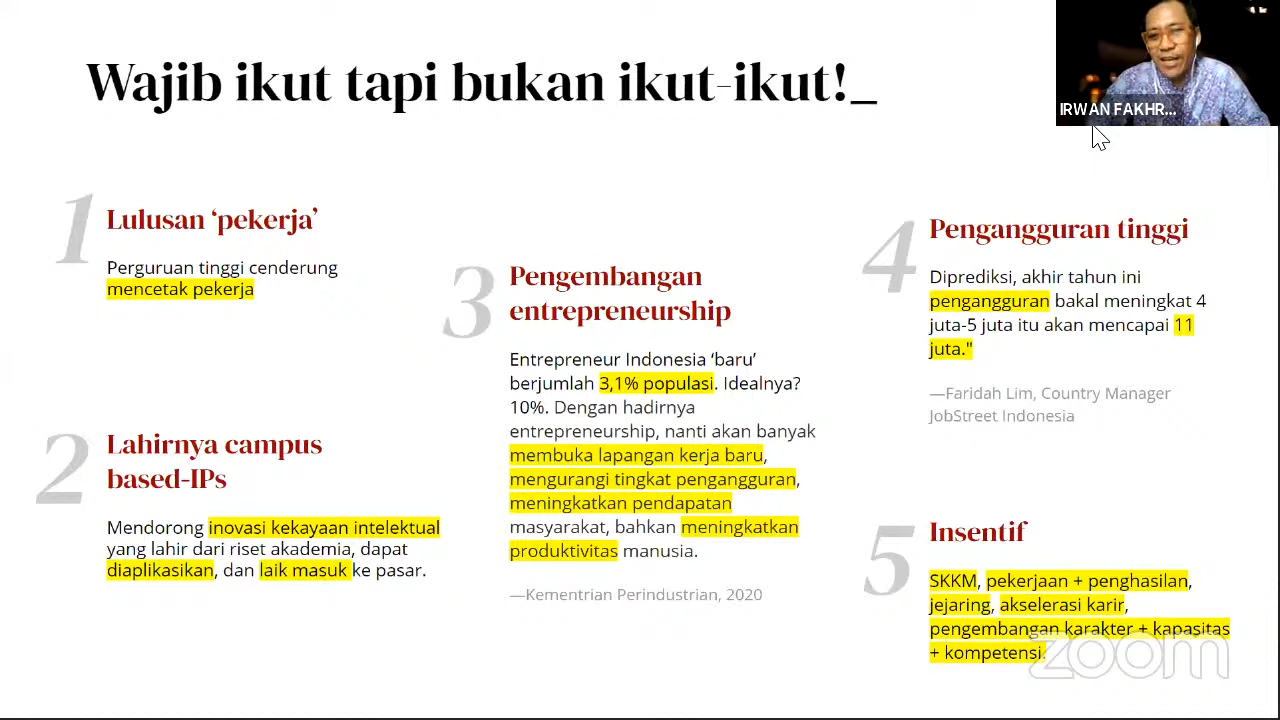 Wajib ikut tapi bukan ikut-ikut!_
IRWAN FAKHR...
1
Lulusan ‘pekerja’
Perguruan tinggi cenderung
mencetak pekerja
2
Lahirnya campus
based-IPs
Mendorong inovasi kekayaan intelektual
yang lahir dari riset akademia, dapat
diaplikasikan, dan laik masuk ke pasar.
3
Pengembangan
entrepreneurship
Entrepreneur Indonesia ‘baru’
berjumlah 3,1% populasi. Idealnya?
10%. Dengan hadirnya
entrepreneurship, nanti akan banyak
membuka lapangan kerja baru,
mengurangi tingkat pengangguran,
meningkatkan pendapatan
masyarakat, bahkan meningkatkan
produktivitas manusia.
—Kementrian Perindustrian, 2020
4
Pengangguran tinggi
Diprediksi, akhir tahun ini
pengangguran bakal meningkat 4
juta-5 juta itu akan mencapai 11
juta."
—Faridah Lim, Country Manager
JobStreet Indonesia
5
Insentif
SKKM, pekerjaan + penghasilan,
jejaring, akselerasi karir,
pengembangan karakter + kapasitas
+ kompetensi.
zoom